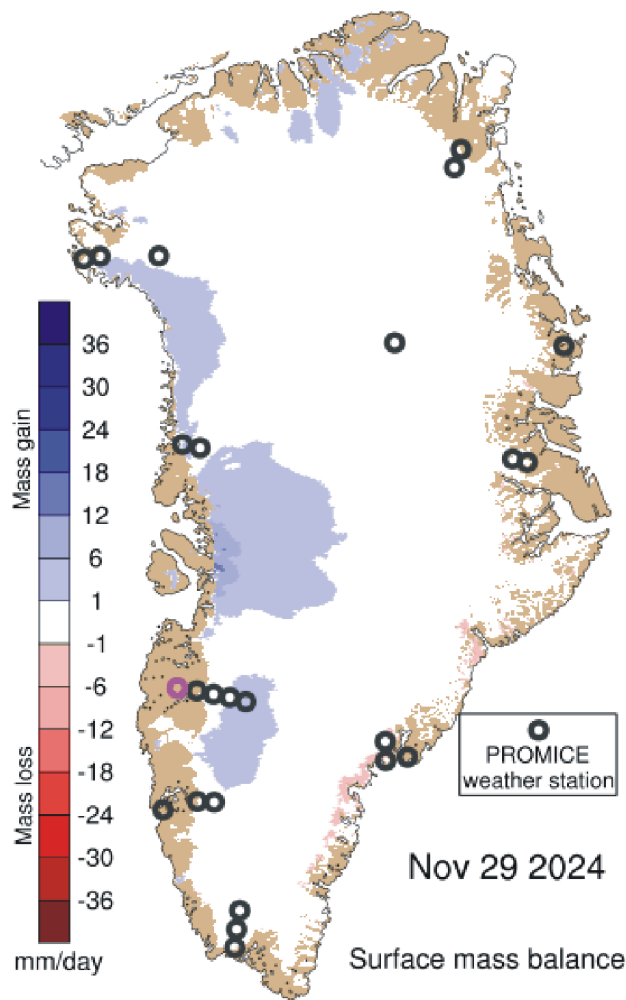 Mass gain
36
30
24
18
12
6
1
-1
-6
-12
-18
-24
-30
-36
Mass loss
mm/day
PROMICE
weather station
Nov 29 2024
Surface mass balance